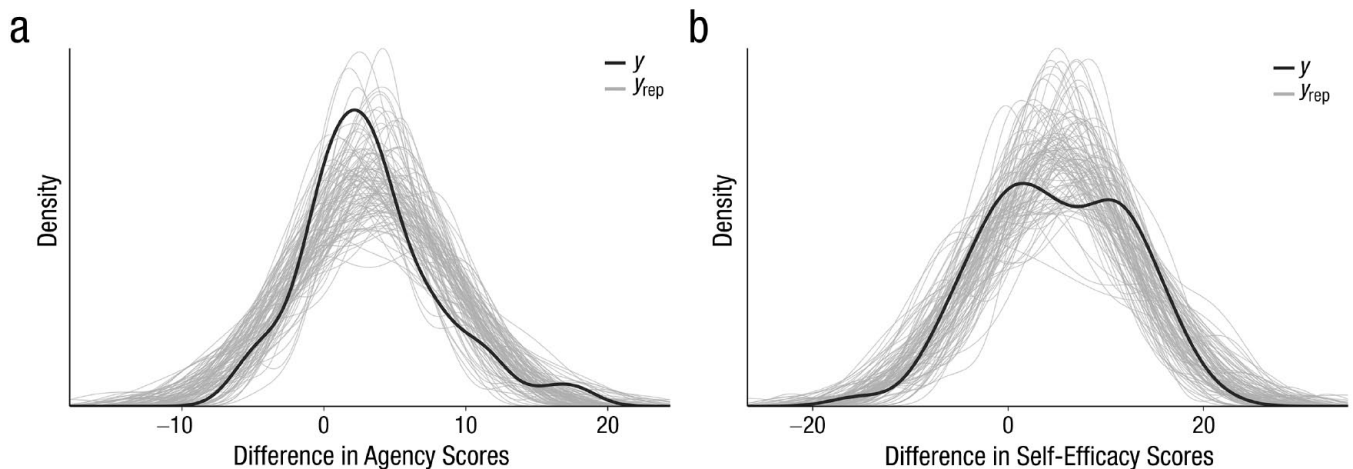 a
y
yrep
Density
−10 0 10 20
Difference in Agency Scores
b
y
yrep
Density
−20 0 20
Difference in Self-Efficacy Scores